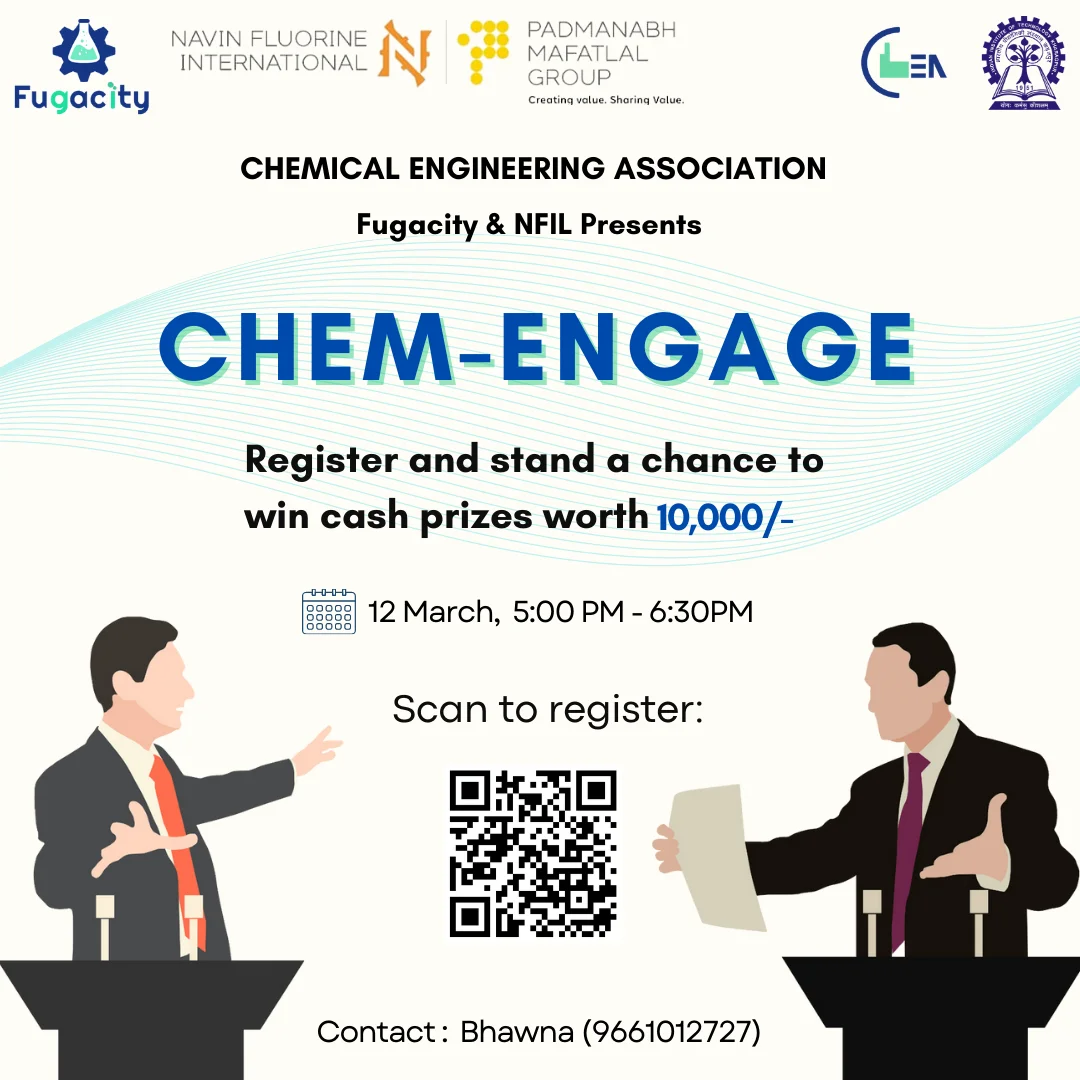 Fugacity
NAVIN FLUORINE
INTERNATIONAL
PADMANABH
MAFATLAL
GROUP
Creating value. Sharing Value.
CHEMICAL ENGINEERING ASSOCIATION
Fugacity & NFIL Presents
CHEM-ENGAGE
Register and stand a chance to
win cash prizes worth 10,000/-
12 March, 5:00 PM - 6:30PM
Scan to register:
Contact : Bhawna (9661012727)